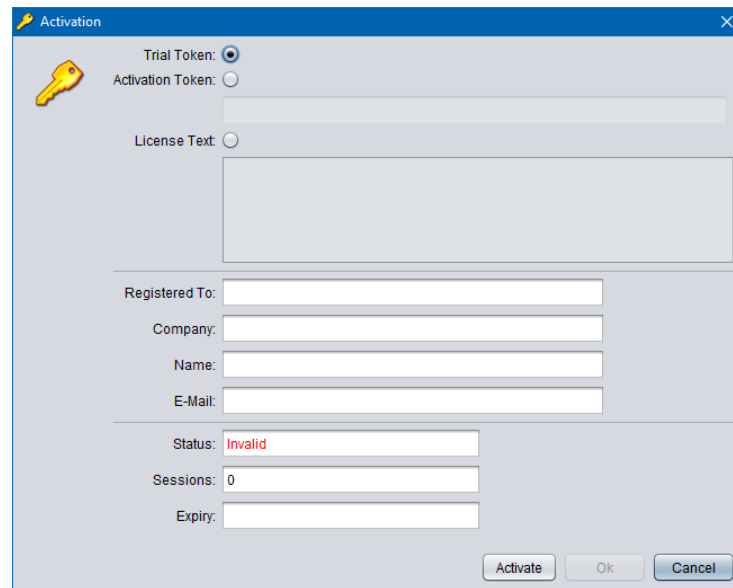 Activation
Trial Token:
Activation Token:
License Text:
Registered To:
Company:
Name:
E-Mail:
Status: Invalid
Sessions: 0
Expiry:
Activate Ok Cancel